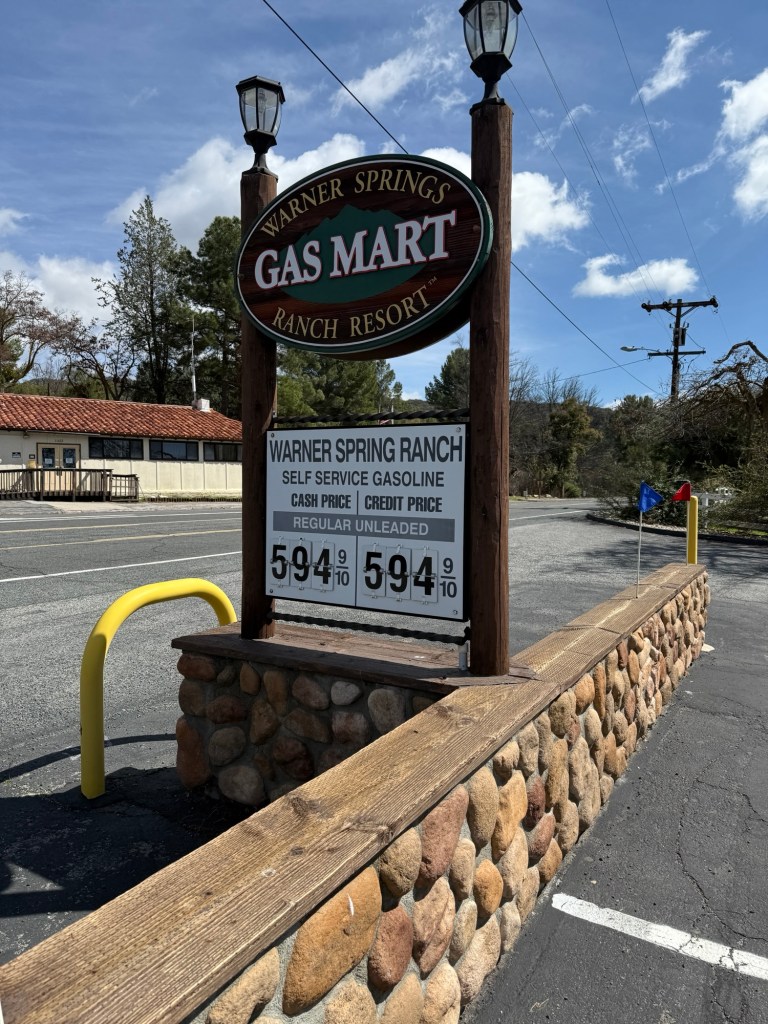 WARNER SPRINGS
GAS MART
RANCH RESORT™
WARNER SPRING RANCH
SELF SERVICE GASOLINE
CASH PRICE CREDIT PRICE
REGULAR UNLEADED
594 9/10 594 9/10